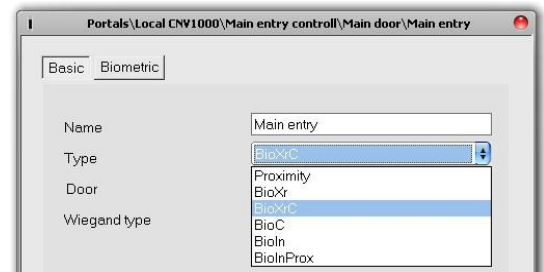 Portals\Local CNV1000\Main entry controll\Main door\Main entry
Basic Biometric
Name Main entry
Type BioXrC
Proximity
Door BioXr
BioXrC
Wiegand type BioC
BioIn
BioInProx